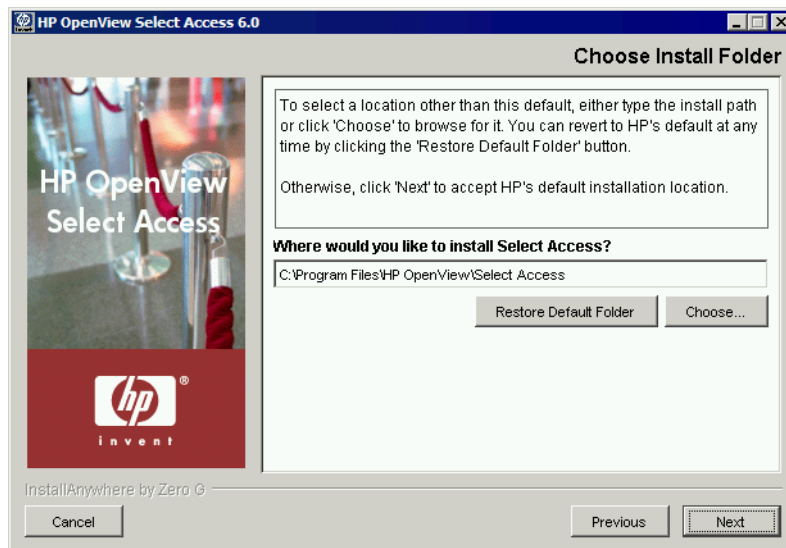 HP OpenView Select Access 6.0
Choose Install Folder
HP OpenView
Select Access
hp
®
invent
To select a location other than this default, either type the install path
or click 'Choose' to browse for it. You can revert to HP's default at any
time by clicking the 'Restore Default Folder' button.
Otherwise, click 'Next' to accept HP's default installation location.
Where would you like to install Select Access?
C:\Program Files\HP OpenView\Select Access
Restore Default Folder
Choose...
InstallAnywhere by Zero G
Cancel
Previous
Next